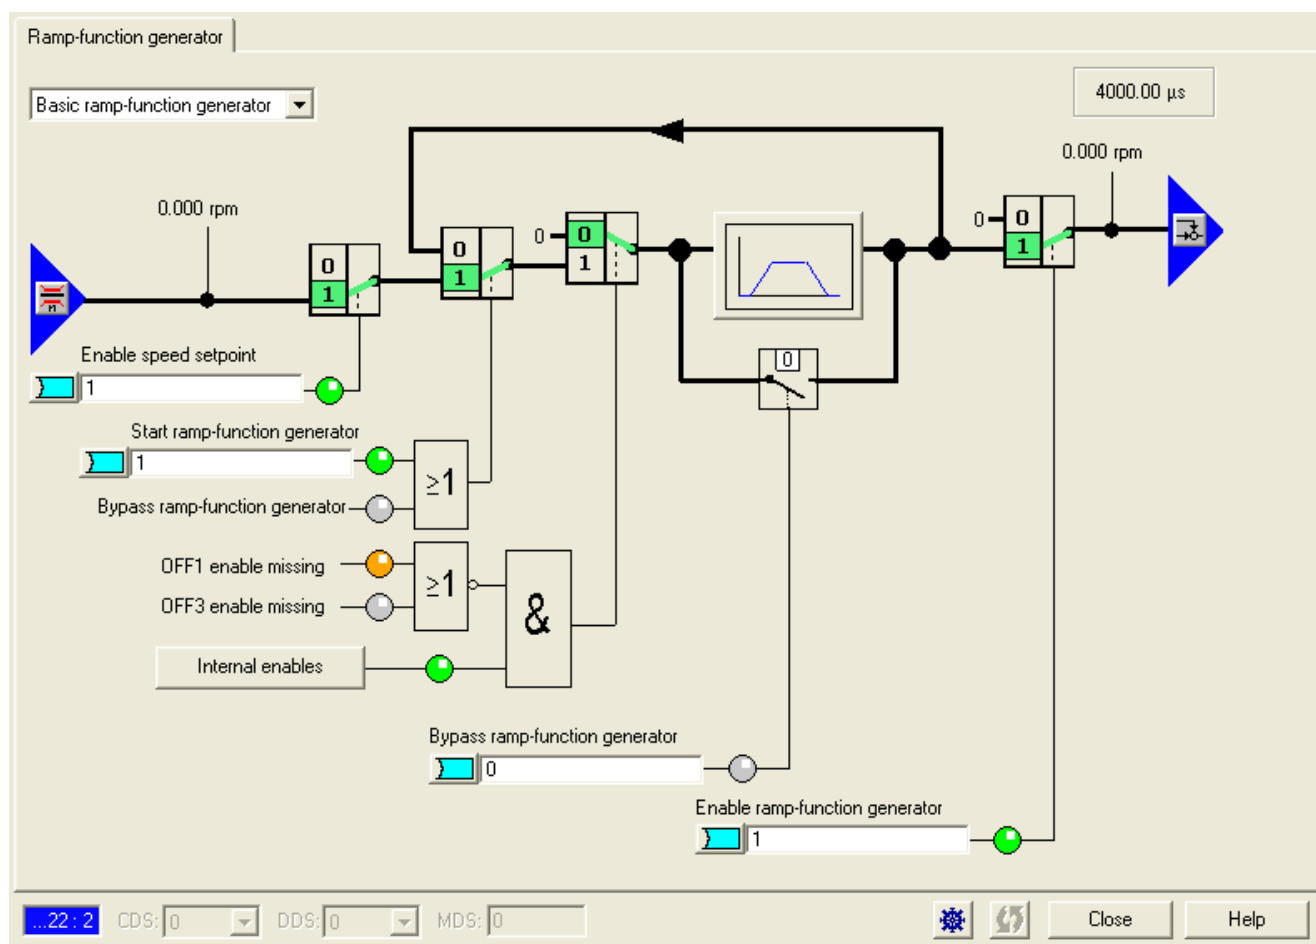 Ramp-function generator
Basic ramp-function generator
4000.00 µs
0.000 rpm
0.000 rpm
0
1
0
1
0
0
1
0
0
1
Enable speed setpoint
1
0
Start ramp-function generator
1
≥1
Bypass ramp-function generator
OFF1 enable missing
≥1
OFF3 enable missing
&
Internal enables
Bypass ramp-function generator
0
Enable ramp-function generator
1
...22 : 2
CDS: 0
DDS: 0
MDS: 0
Close
Help